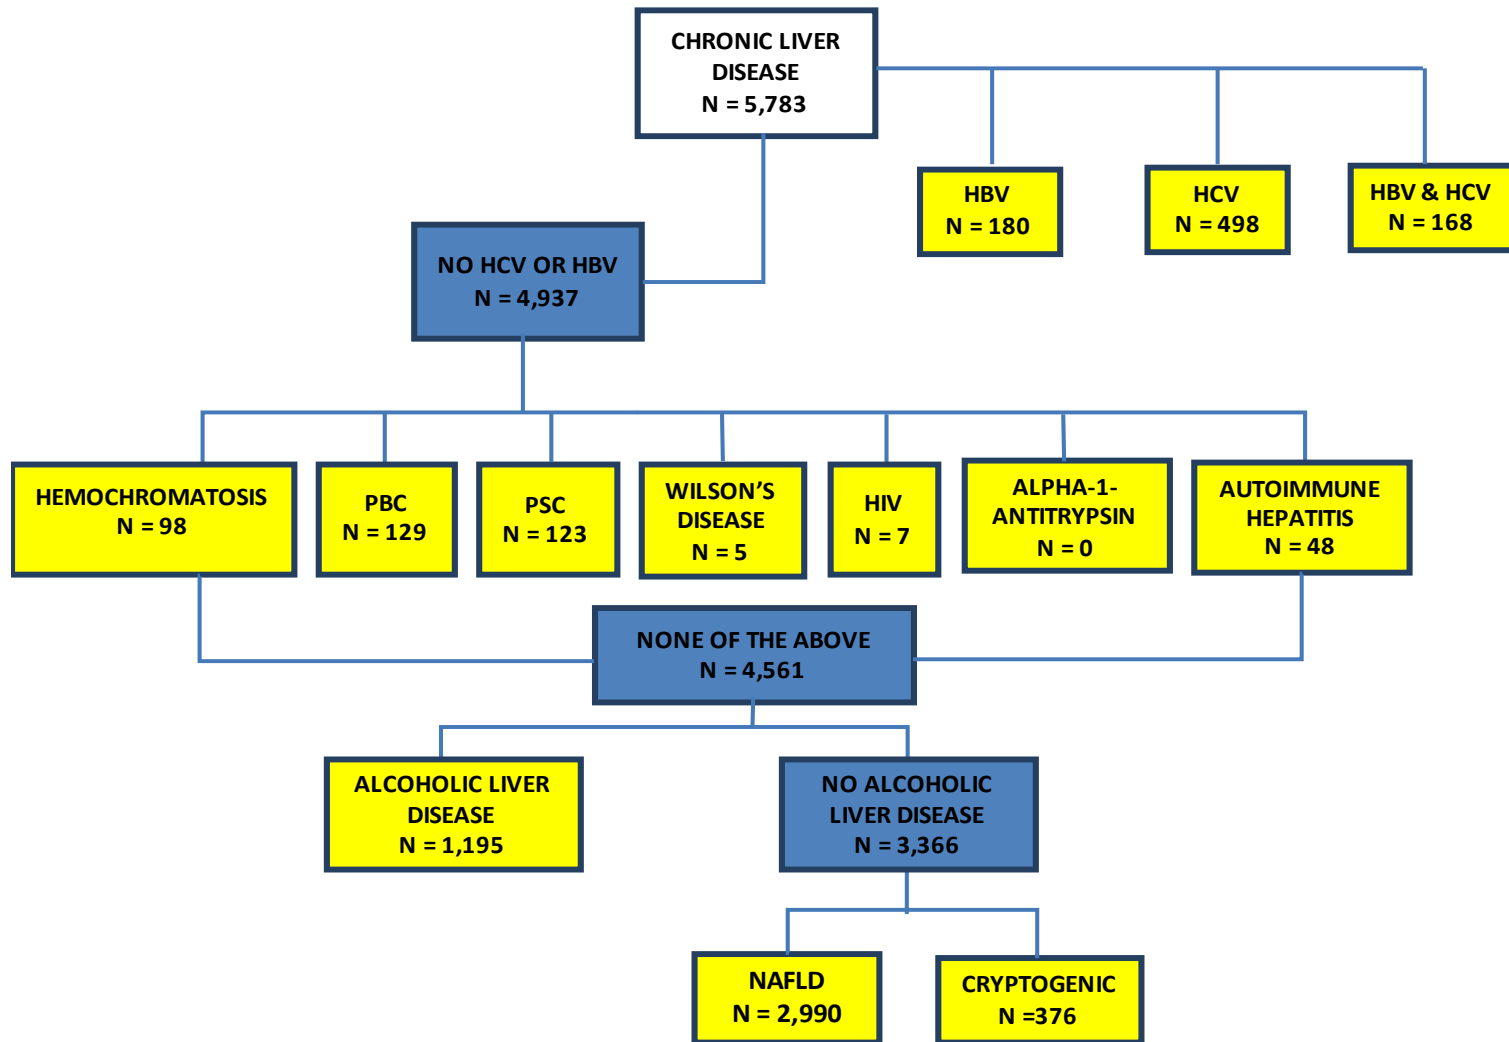 CHRONIC LIVER
DISEASE
N = 5,783
HBV
N = 180
HCV
N = 498
HBV & HCV
N = 168
NO HCV OR HBV
N = 4,937
HEMOCHROMATOSIS
N = 98
PBC
N = 129
PSC
N = 123
WILSON’S
DISEASE
N = 5
HIV
N = 7
ALPHA-1-
ANTITRYPSIN
N = 0
AUTOIMMUNE
HEPATITIS
N = 48
NONE OF THE ABOVE
N = 4,561
ALCOHOLIC LIVER
DISEASE
N = 1,195
NO ALCOHOLIC
LIVER DISEASE
N = 3,366
NAFLD
N = 2,990
CRYPTOGENIC
N =376